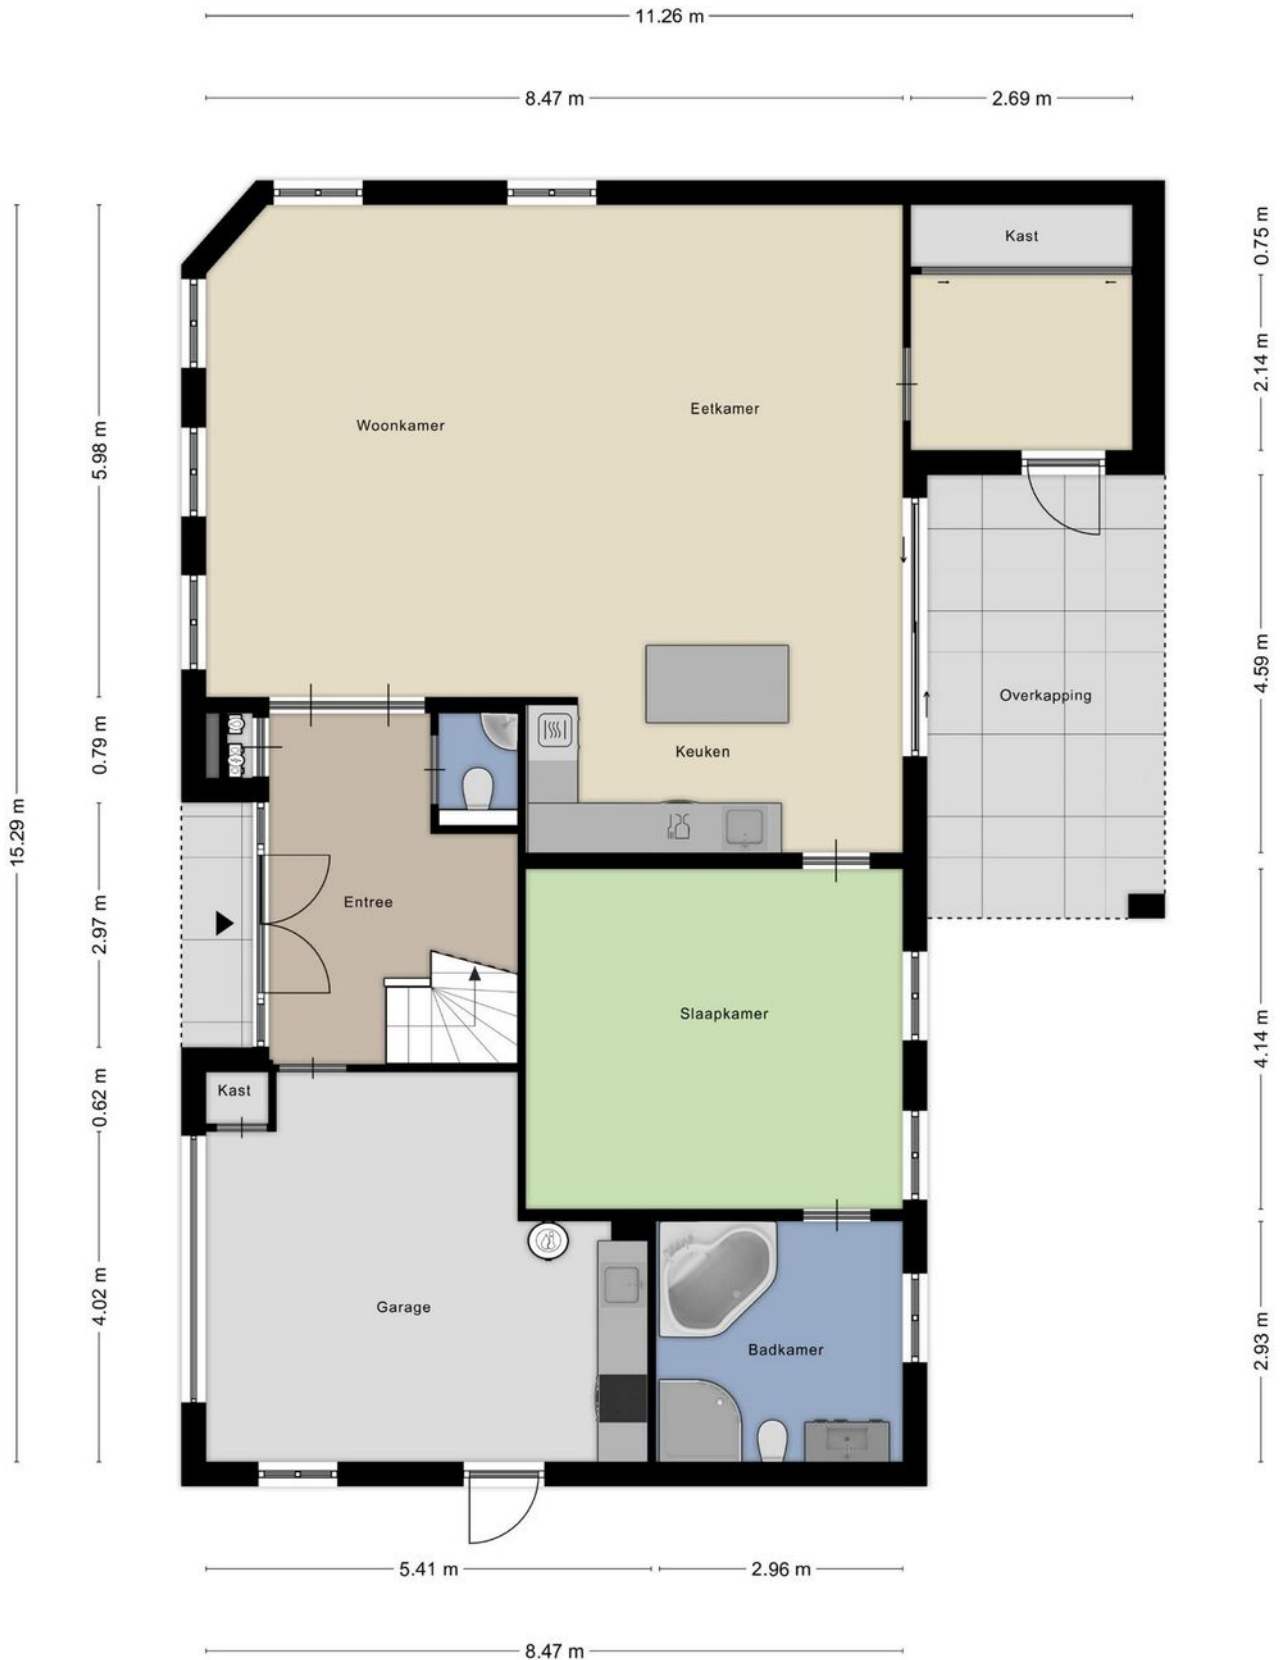 11.26 m
8.47 m
2.69 m
Kast
0.75 m
2.14 m
Eetkamer
Woonkamer
5.98 m
4.59 m
Overkapping
Keuken
0.79 m
15.29 m
Entree
2.97 m
Slaapkamer
4.14 m
Kast
0.62 m
4.02 m
Garage
Badkamer
2.93 m
5.41 m
2.96 m
8.47 m